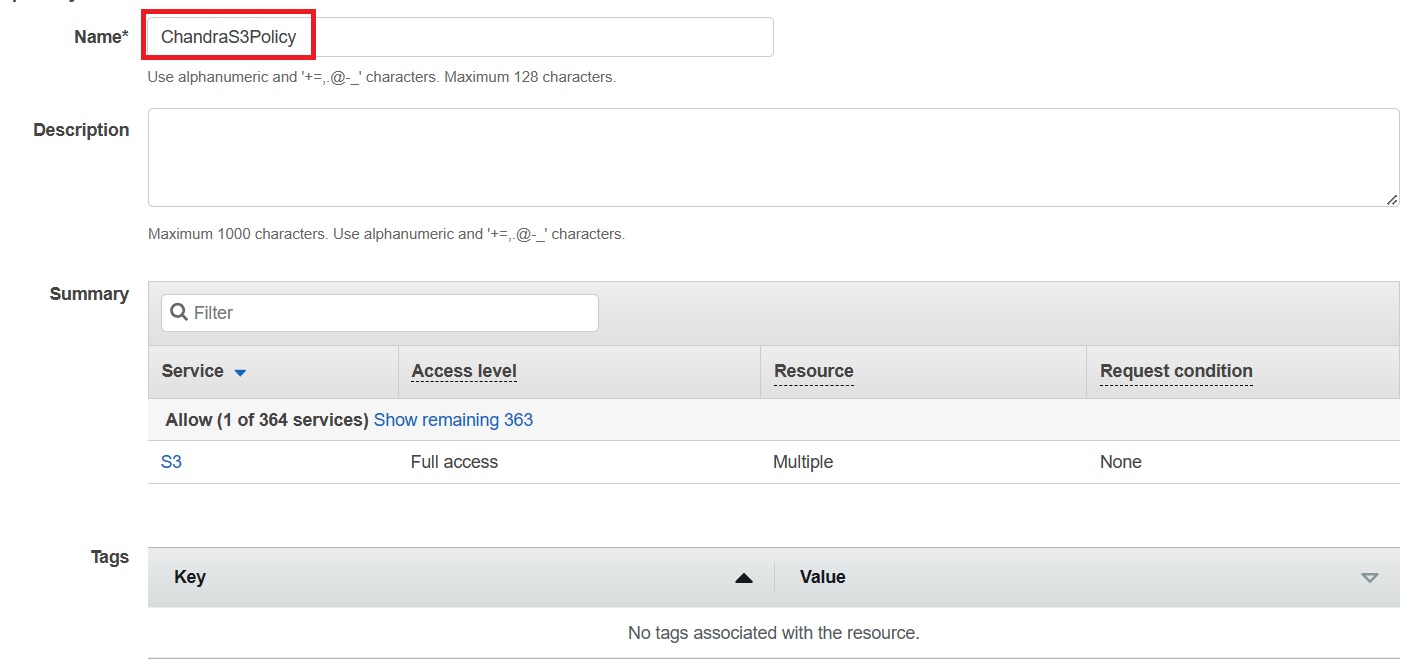 Name* ChandraS3Policy
Use alphanumeric and '+=,.@-_' characters. Maximum 128 characters.
Description
Maximum 1000 characters. Use alphanumeric and '+=,.@-_' characters.
Summary
Filter
Service Access level Resource Request condition
Allow (1 of 364 services) Show remaining 363
S3 Full access Multiple None
Tags
Key Value
No tags associated with the resource.